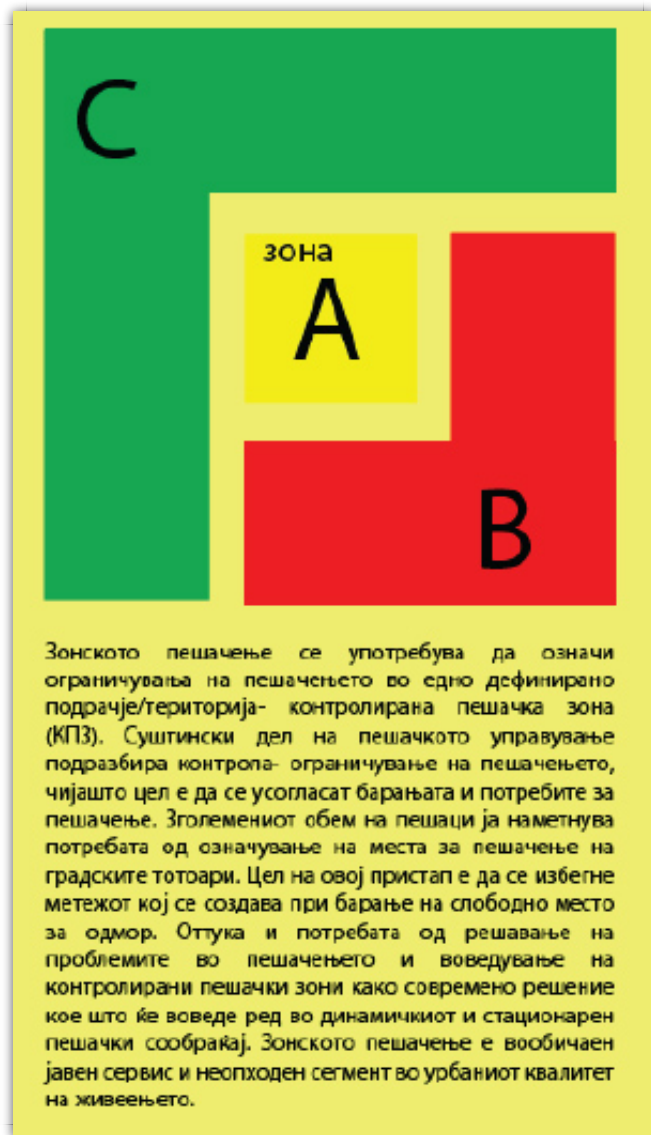 C
зона
A
B
Зонското пешачење се употребува да означи
ограничувања на пешачењето во едно дефинирано
подрачје/територија- контролирана пешачка зона
(КПЗ). Суштински дел на пешачкото управување
подразбира контрола- ограничување на пешачењето,
чијашто цел е да се усогласат барањата и потребите за
пешачење. Зголемениот обем на пешаци ја наметнува
потребата од означување на места за пешачење на
градските тотоари. Цел на овој пристап е да се избегне
метежот кој се создава при барање на слободно место
за одмор. Оттука и потребата од решавање на
проблемите во пешачењето и воведување на
контролирани пешачки зони како современо решение
кое што ќе воведе ред во динамичкиот и стационарен
пешачки сообраќај. Зонското пешачење е вообичаен
јавен сервис и неопходен сегмент во урбаниот квалитет
на живеењето.